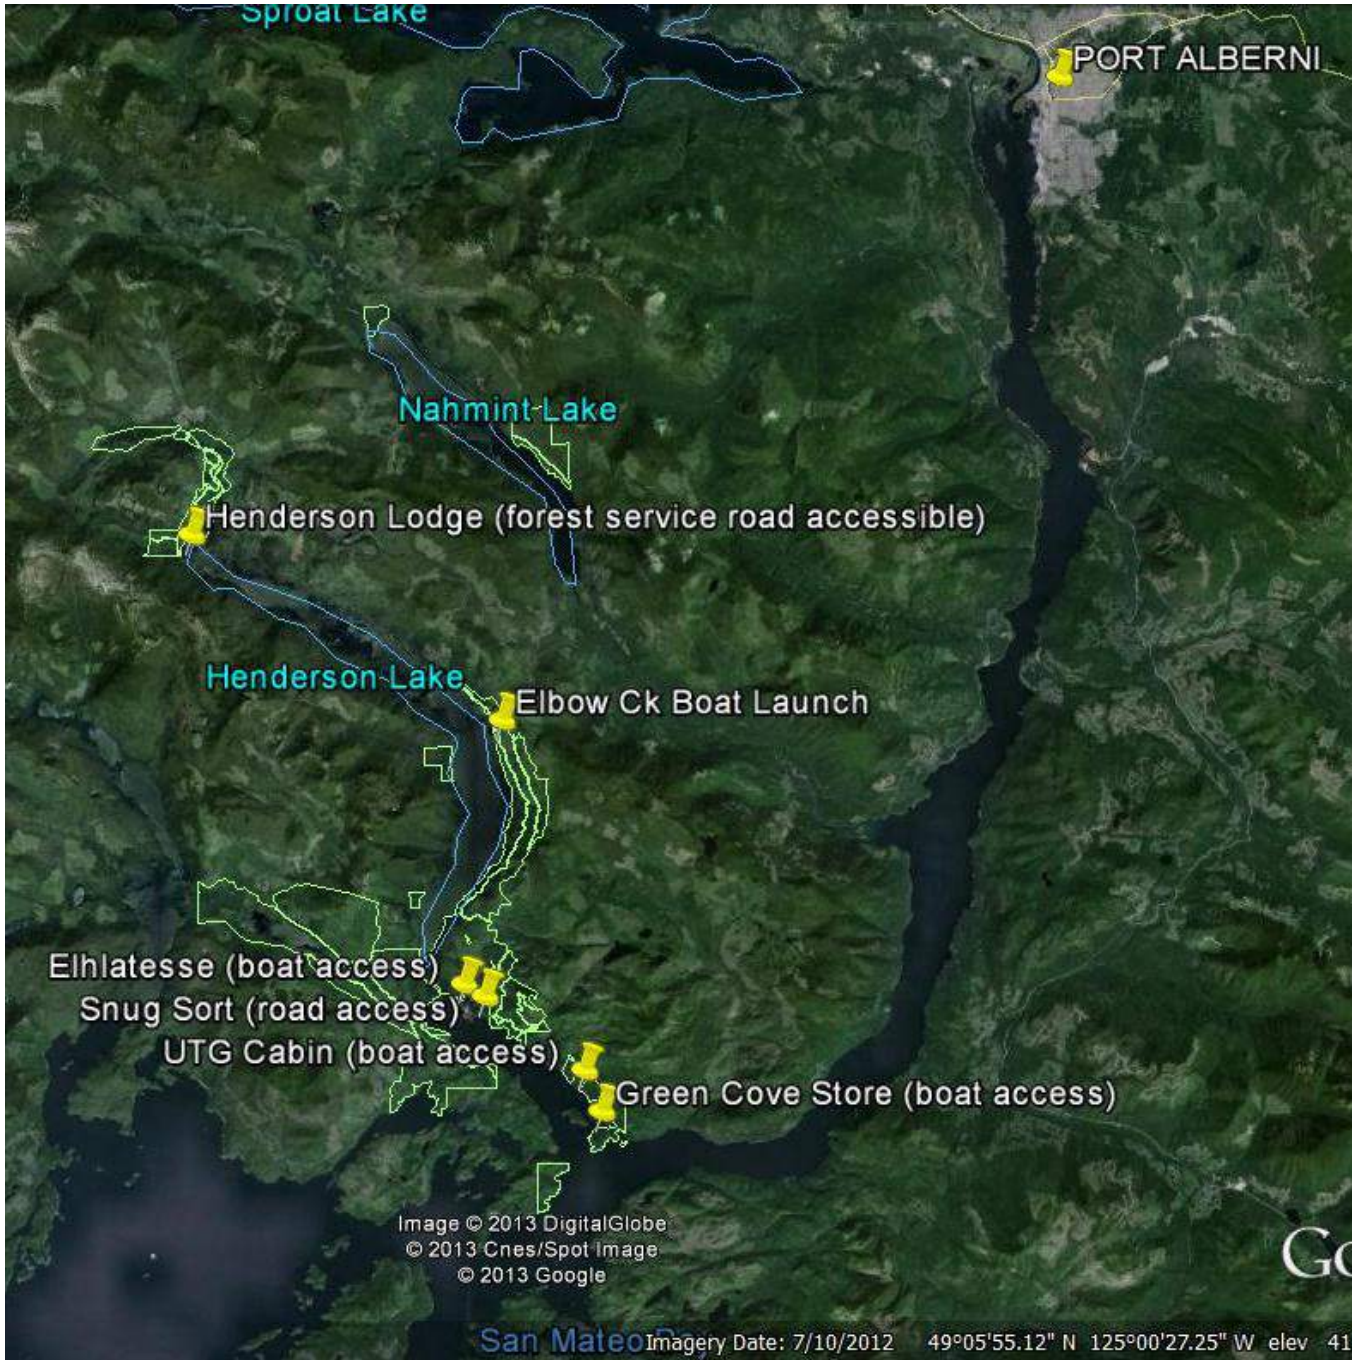 Sproat Lake
PORT ALBERNI
Nahmint Lake
Henderson Lodge (forest service road accessible)
Henderson Lake
Elbow Ck Boat Launch
Elhlatesse (boat access)
Snug Sort (road access)
UTG Cabin (boat access)
Green Cove Store (boat access)
Image © 2013 DigitalGlobe
© 2013 Cnes/Spot Image
© 2013 Google
Go
San Mateo
Imagery Date: 7/10/2012 49°05'55.12" N 125°00'27.25" W elev 41